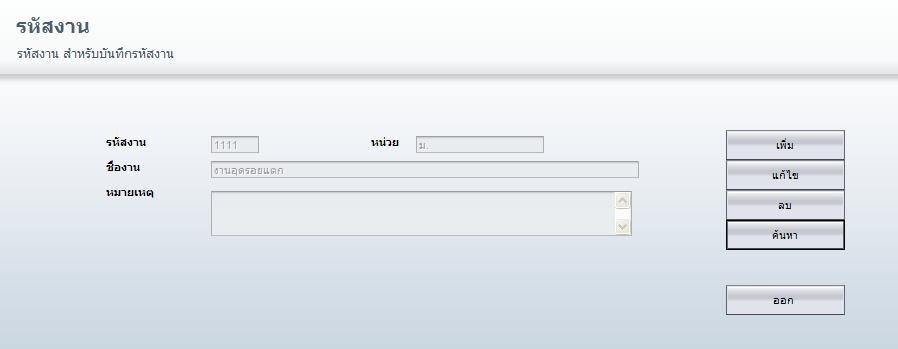 รหัสงาน
รหัสงาน สำหรับบันทึกรหัสงาน
รหัสงาน 1111 หน่วย ม. เพิ่ม
ชื่องาน งานอุดรอยแตก แก้ไข
หมายเหตุ ลบ
ค้นหา
ออก